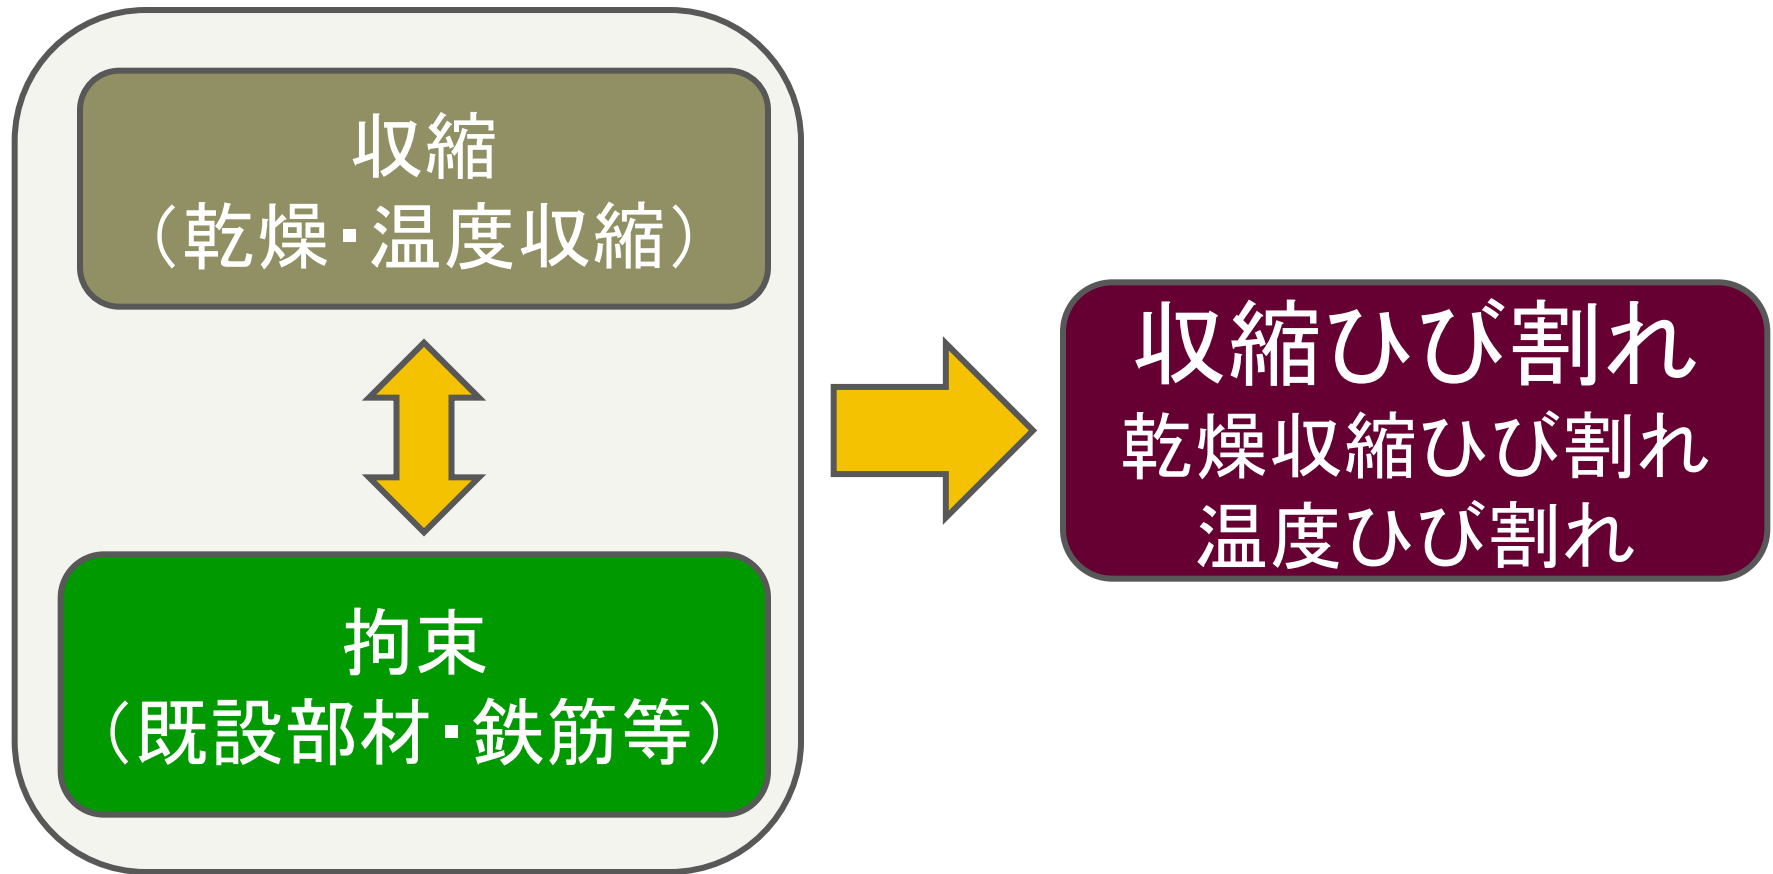 収縮
（乾燥・温度収縮）
拘束
（既設部材・鉄筋等）
収縮ひび割れ
乾燥収縮ひび割れ
温度ひび割れ